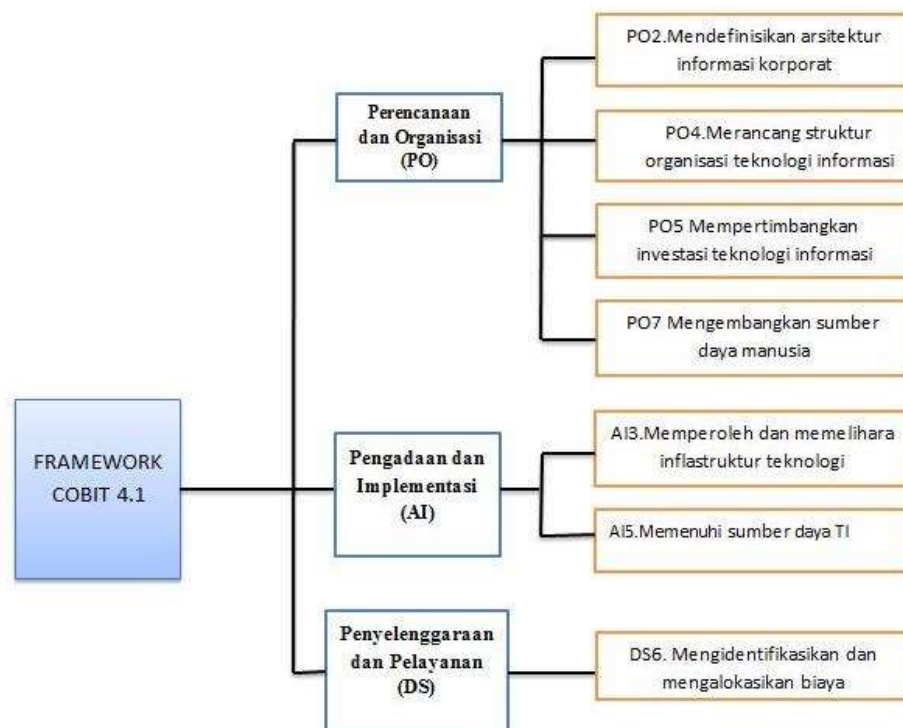 FRAMEWORK
COBIT 4.1
Perencanaan
dan Organisasi
(PO)
PO2.Mendefinisikan arsitektur
informasi korporat
PO4.Merancang struktur
organisasi teknologi informasi
PO5 Mempertimbangkan
investasi teknologi informasi
PO7 Mengembangkan sumber
daya manusia
Pengadaan dan
Implementasi
(AI)
AI3.Memperoleh dan memelihara
inflastruktur teknologi
AI5.Memenuhi sumber daya TI
Penyelenggaraan
dan Pelayanan
(DS)
DS6. Mengidentifikasikan dan
mengalokasikan biaya